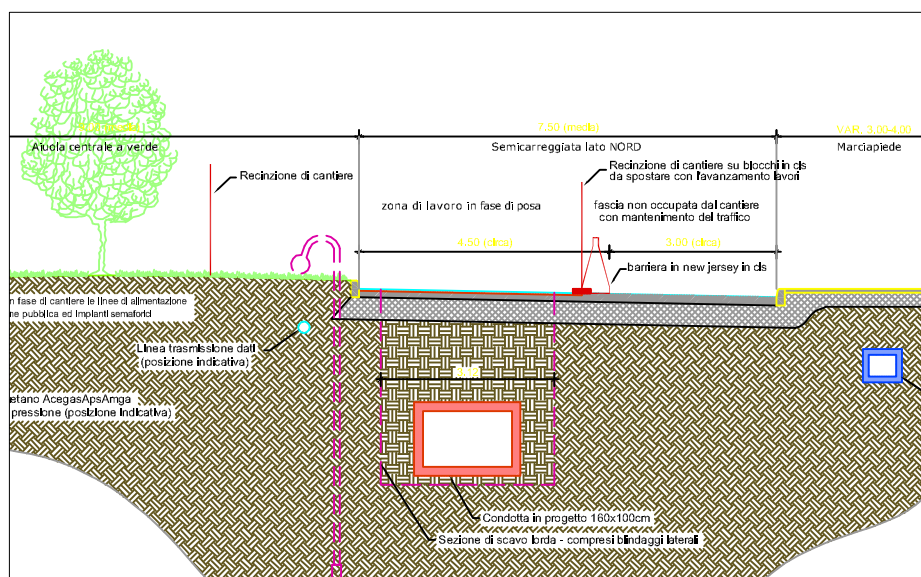 7.50 (media)
VAR. 3,00-4,00
Aiuola centrale a verde
Semicarreggiata lato NORD
Marciapiede
Recinzione di cantiere
Recinzione di cantiere su blocchi in cls
da spostare con l'avanzamento lavori
zona di lavoro in fase di posa
fascia non occupata dal cantiere
con mantenimento del traffico
4.50 (clica)
3.00 (clica)
barriera in new jersey in cls
n fase di cantiere le linee di alimentazione
ne pubblica ed impianti semaforici
Linea trasmissione dati
(posizione indicativa)
etano AcegasApsAmga
pressione (posizione indicativa)
Condotta in progetto 160x100cm
Sezione di scavo lorda - compresi blindaggi laterali